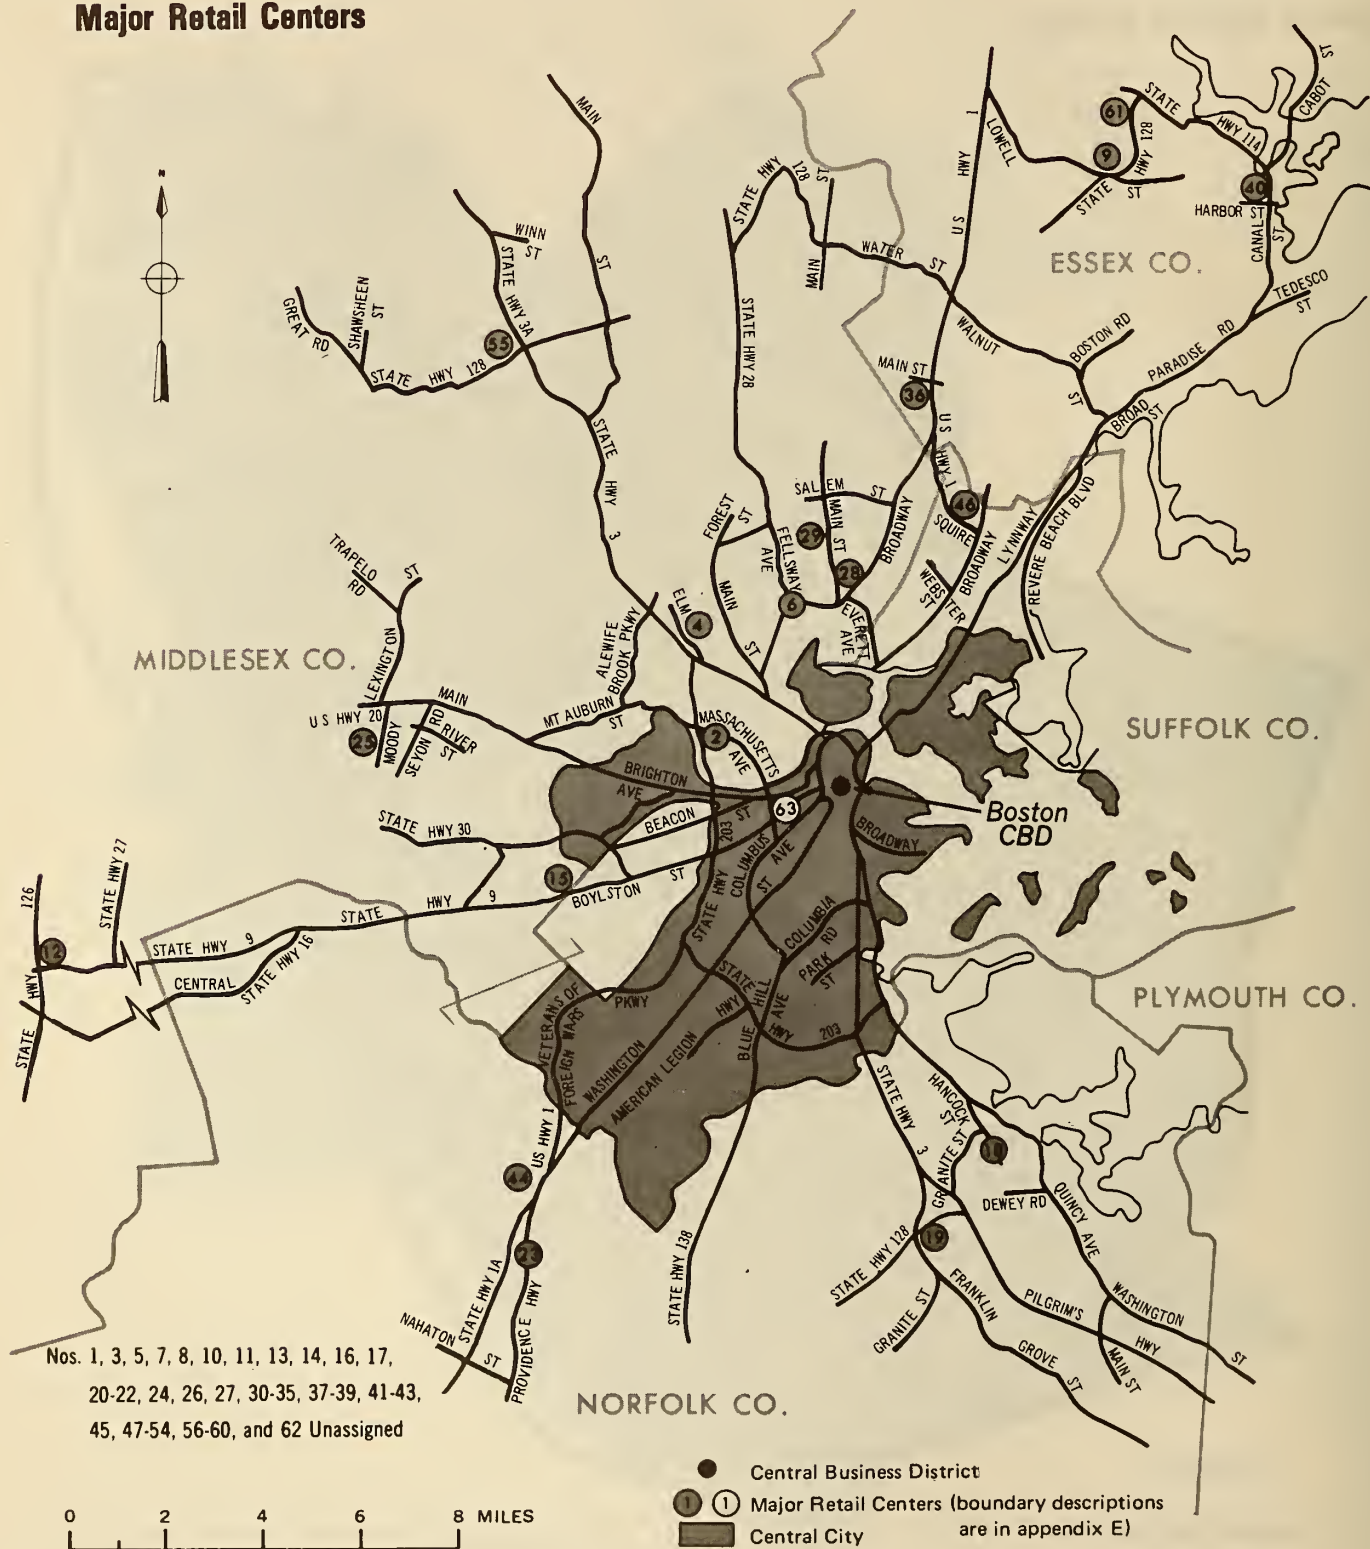 Major Retail Centers
N
MAIN
ST
WINN
ST
STATE HWY 3A
GREAT RD
SHAWSHEEN
ST
STATE HWY 128
55
STATE HWY 3
STATE HWY 128
MAIN ST
WATER ST
STATE HWY 28
US HWY 1
LOWELL
ST
61
9
STATE HWY 128
STATE HWY 114
CABOT ST
40
HARBOR ST
CANAL ST
ESSEX CO.
TEDESCO
ST
PARADISE RD
WALNUT
ST
BOSTON RD
BROAD ST
MAIN ST
36
US HWY 1
46
SQUIRE
BROADWAY
LYNNWAY
REVERE BEACH BLVD
WEBSTER
ST
SALEM ST
MAIN ST
BROADWAY
29
28
6
EVERETT
AVE
FOREST ST
FELLSWAY
AVE
MAIN ST
ELM
4
TRAPELO
RD
ST
LEXINGTON
ALEWIFE
BROOK PKWY
MIDDLESEX CO.
SUFFOLK CO.
US HWY 20
MAIN
25
MOODY
SEYON RD
RIVER
ST
MT AUBURN
ST
MASSACHUSETTS
AVE
2
BRIGHTON
AVE
BEACON ST
63
Boston
CBD
BROADWAY
STATE HWY 30
15
BOYLSTON ST
STATE HWY 9
STATE HWY 203
COLUMBUS AVE
ST
COLUMBIA
RD
PARK
ST
STATE HWY 126
STATE HWY 27
12
STATE HWY 9
CENTRAL
STATE HWY 16
PLYMOUTH CO.
VETERANS OF
FOREIGN WARS
PKWY
WASHINGTON
AMERICAN LEGION HWY
BLUE HILL AVE
STATE HWY 203
US HWY 1
44
23
STATE HWY 1A
PROVIDENCE HWY
NAHATON
ST
STATE HWY 138
STATE HWY 3
HANCOCK
ST
GRANITE ST
18
DEWEY RD
QUINCY AVE
19
STATE HWY 128
GRANITE ST
FRANKLIN
GROVE ST
PILGRIM'S
HWY
WASHINGTON
ST
MAIN ST
NORFOLK CO.
Nos. 1, 3, 5, 7, 8, 10, 11, 13, 14, 16, 17,
20-22, 24, 26, 27, 30-35, 37-39, 41-43,
45, 47-54, 56-60, and 62 Unassigned
Central Business District
1 1 Major Retail Centers (boundary descriptions
are in appendix E)
Central City
0 2 4 6 8 MILES